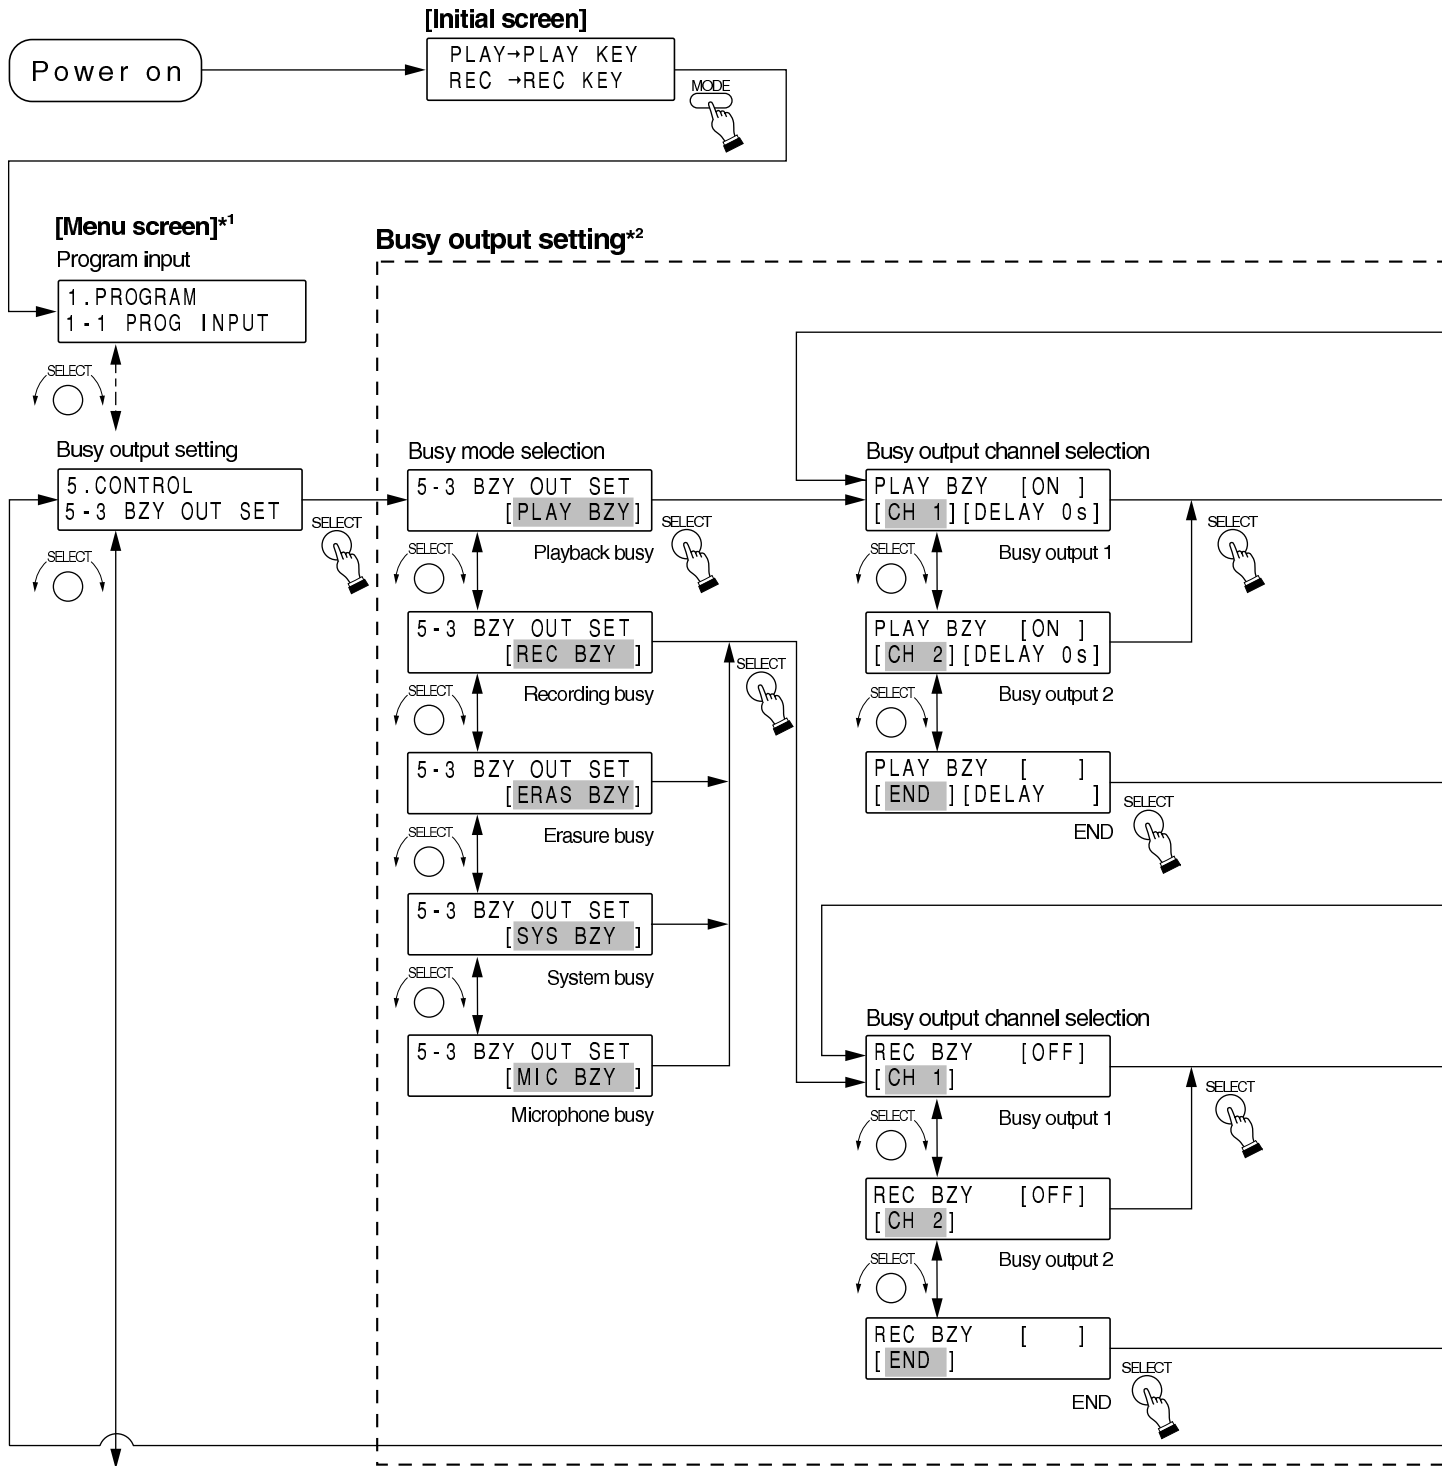 [Initial screen]
Power on
PLAY→PLAY KEY
REC →REC KEY
MODE
[Menu screen]*1
Program input
1.PROGRAM
1-1 PROG INPUT
SELECT
Busy output setting
5.CONTROL
5-3 BZY OUT SET
SELECT
SELECT
Busy output setting*2
Busy mode selection
5-3 BZY OUT SET
[PLAY BZY]
Playback busy
SELECT
SELECT
5-3 BZY OUT SET
[REC BZY ]
Recording busy
SELECT
SELECT
5-3 BZY OUT SET
[ERAS BZY]
Erasure busy
SELECT
5-3 BZY OUT SET
[SYS BZY ]
System busy
SELECT
5-3 BZY OUT SET
[MIC BZY ]
Microphone busy
Busy output channel selection
PLAY BZY [ON ]
[CH 1][DELAY 0s]
Busy output 1
SELECT
SELECT
PLAY BZY [ON ]
[CH 2][DELAY 0s]
Busy output 2
SELECT
PLAY BZY [ ]
[END ][DELAY ]
END
SELECT
Busy output channel selection
REC BZY [OFF]
[CH 1]
Busy output 1
SELECT
SELECT
REC BZY [OFF]
[CH 2]
Busy output 2
SELECT
REC BZY [ ]
[END ]
END
SELECT